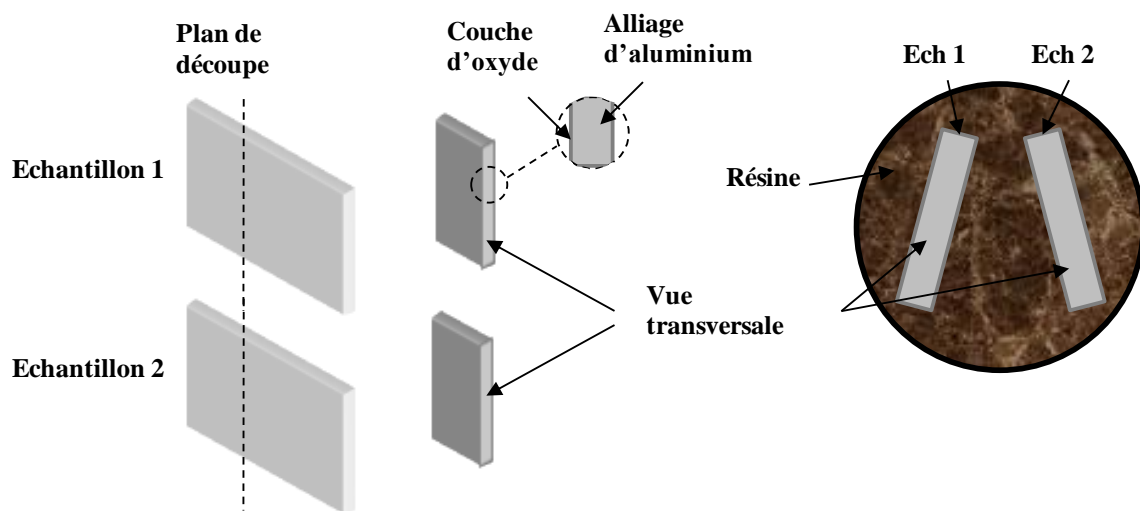 Plan de
découpe
Couche
d’oxyde
Alliage
d’aluminium
Ech 1
Ech 2
Echantillon 1
Résine
Vue
transversale
Echantillon 2